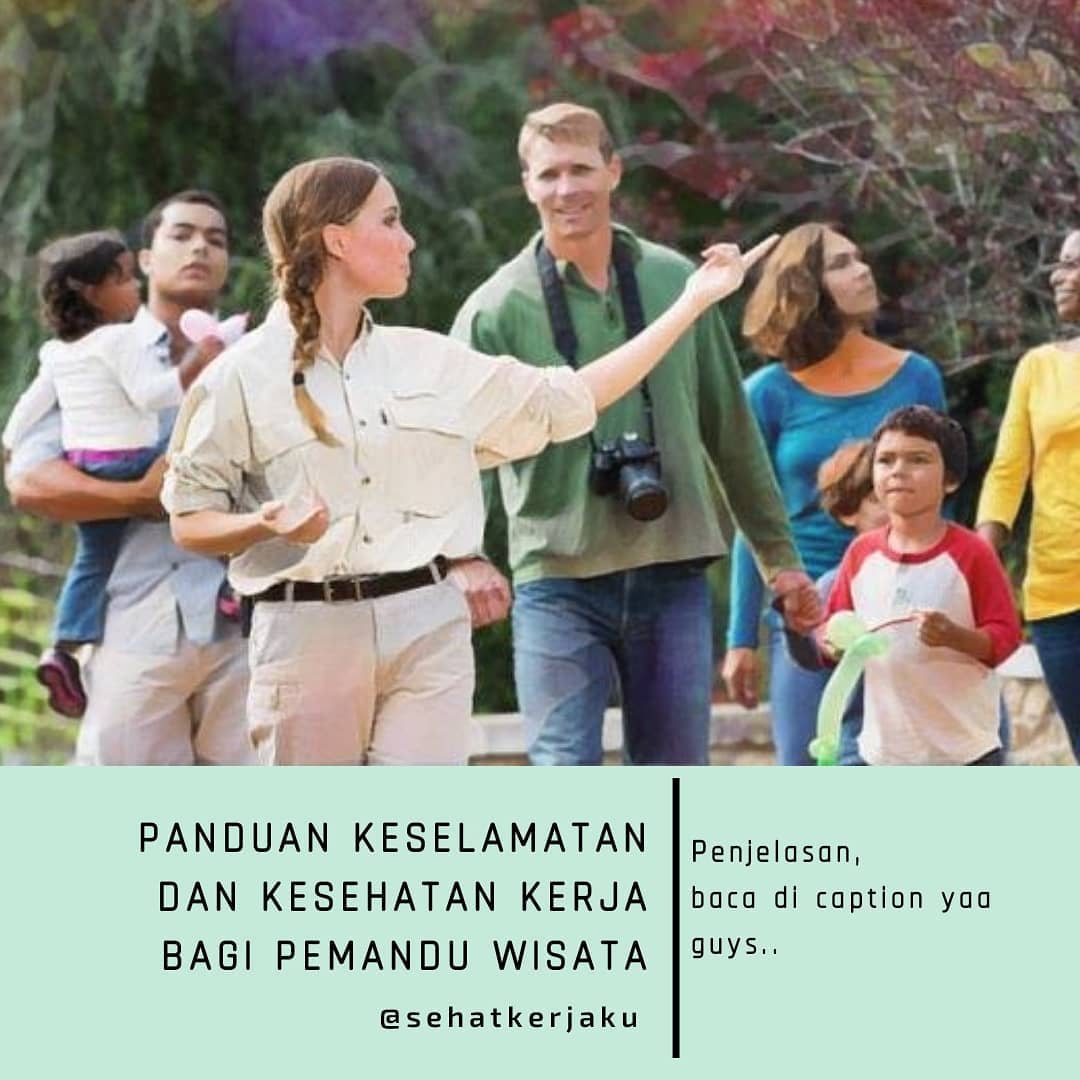 PANDUAN KESELAMATAN
DAN KESEHATAN KERJA
BAGI PEMANDU WISATA
@sehatkerjaku
Penjelasan,
baca di caption yaa
guys..